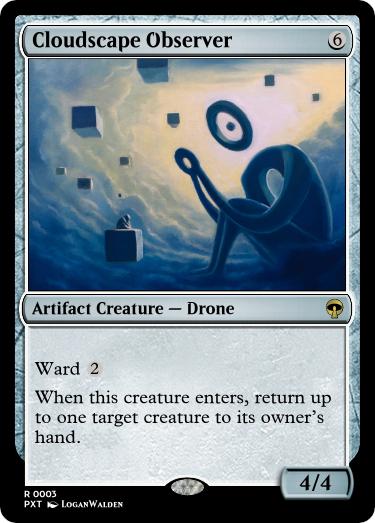 Cloudscape Observer 6
Artifact Creature — Drone
Ward 2
When this creature enters, return up
to one target creature to its owner's
hand.
4/4
R 0003
PXT LoganWalden